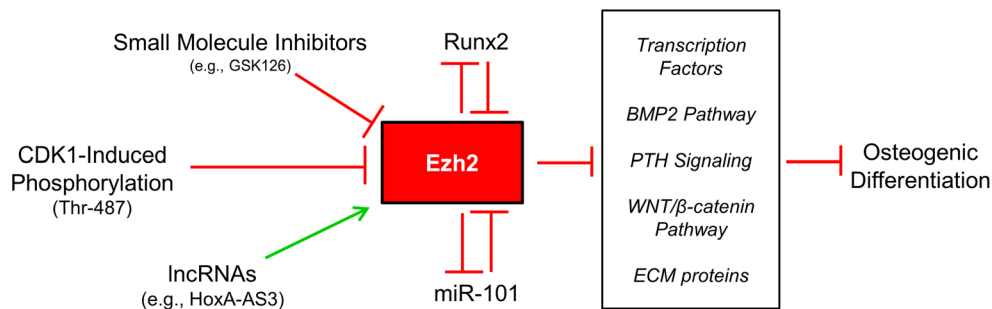 Small Molecule Inhibitors
(e.g., GSK126)
CDK1-Induced
Phosphorylation
(Thr-487)
lncRNAs
(e.g., HoxA-AS3)
Runx2
Ezh2
miR-101
Transcription
Factors
BMP2 Pathway
PTH Signaling
WNT/β-catenin
Pathway
ECM proteins
Osteogenic
Differentiation